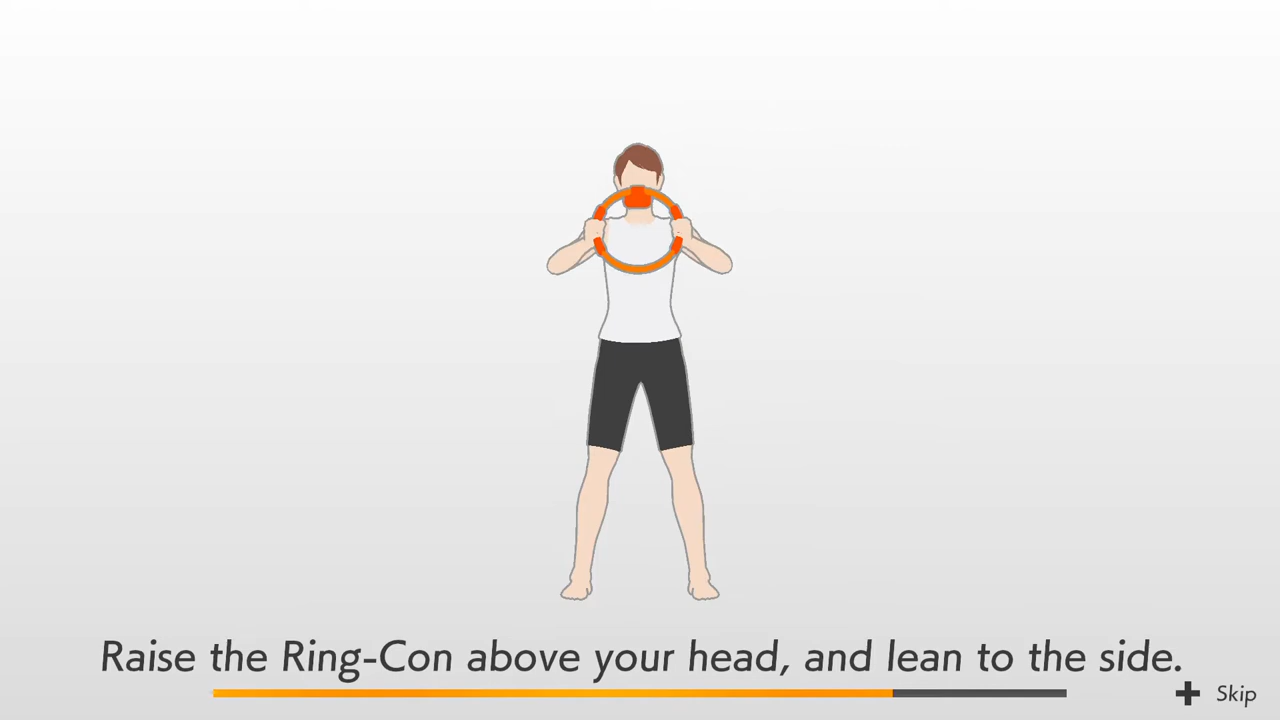 Raise the Ring-Con above your head, and lean to the side.
Skip